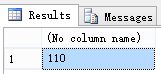 Results Messages
(No column name)
1 110